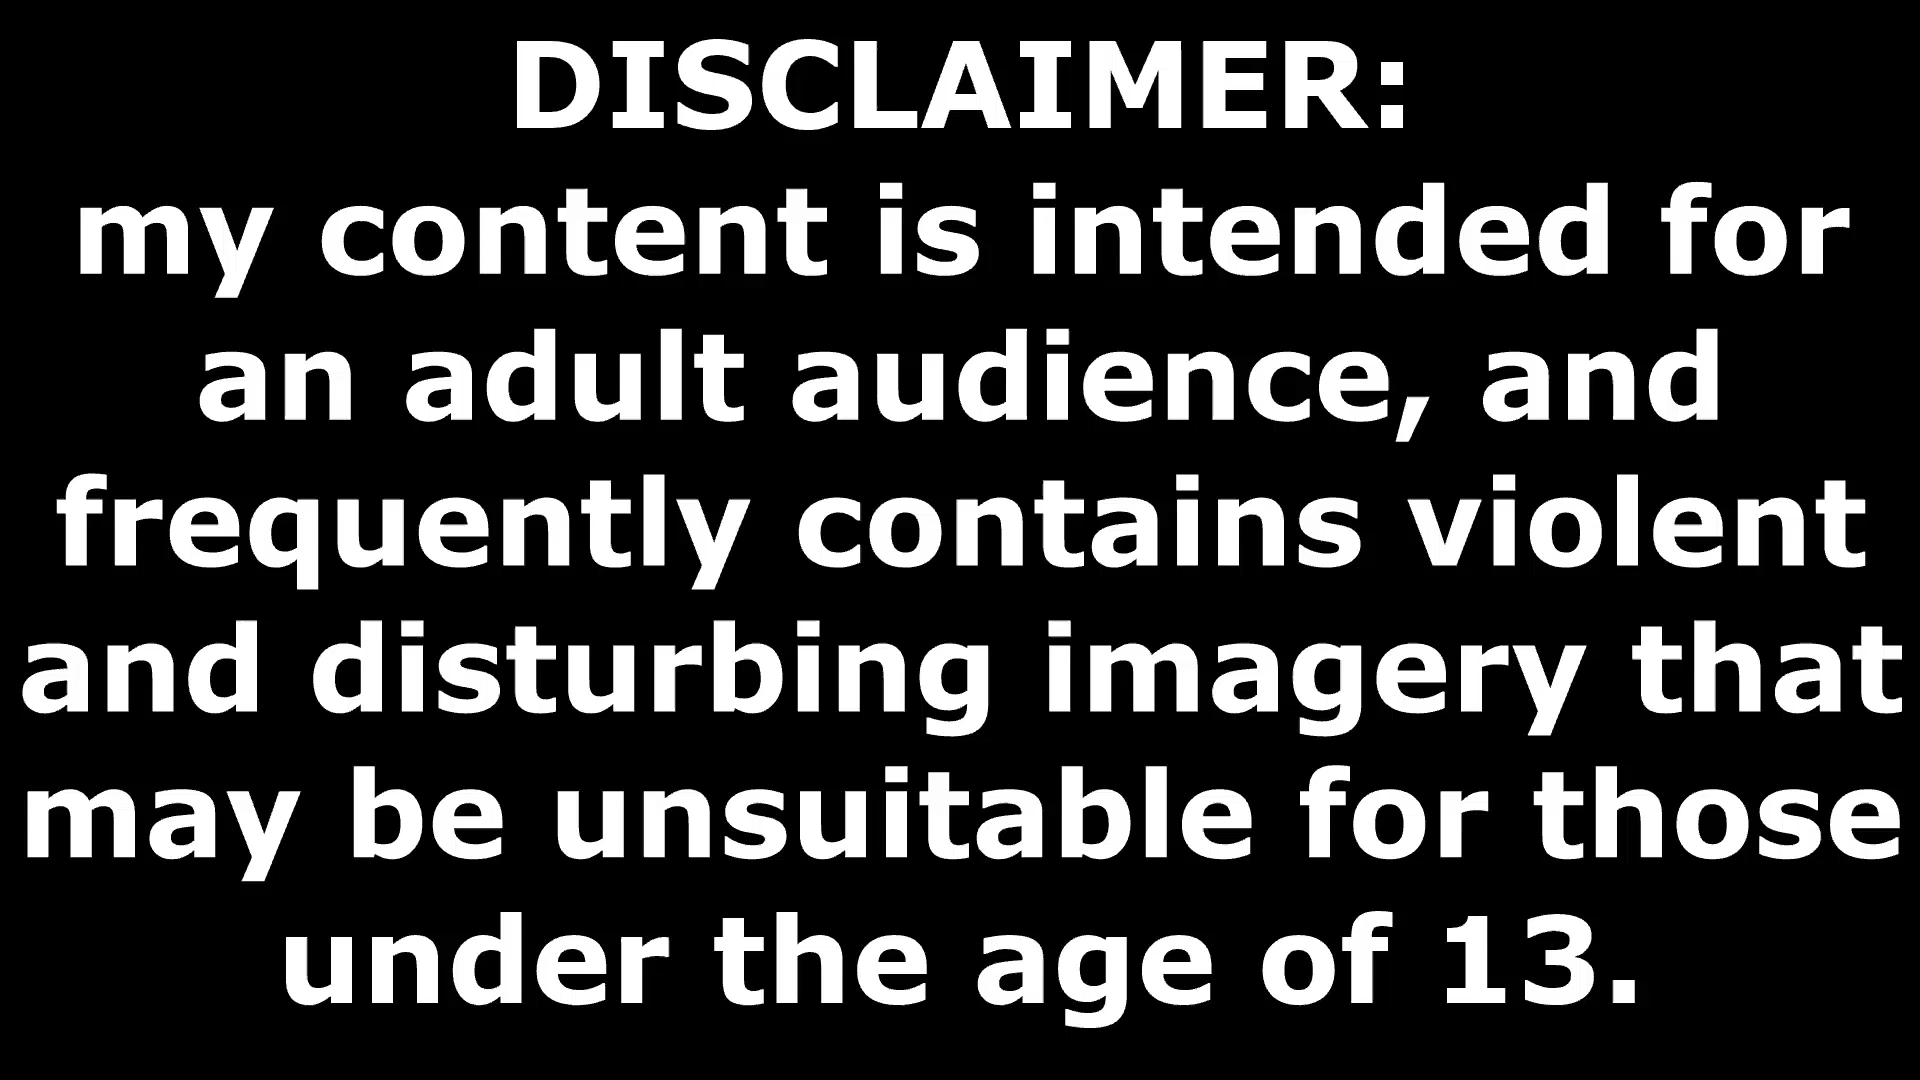 DISCLAIMER:
my content is intended for
an adult audience, and
frequently contains violent
and disturbing imagery that
may be unsuitable for those
under the age of 13.